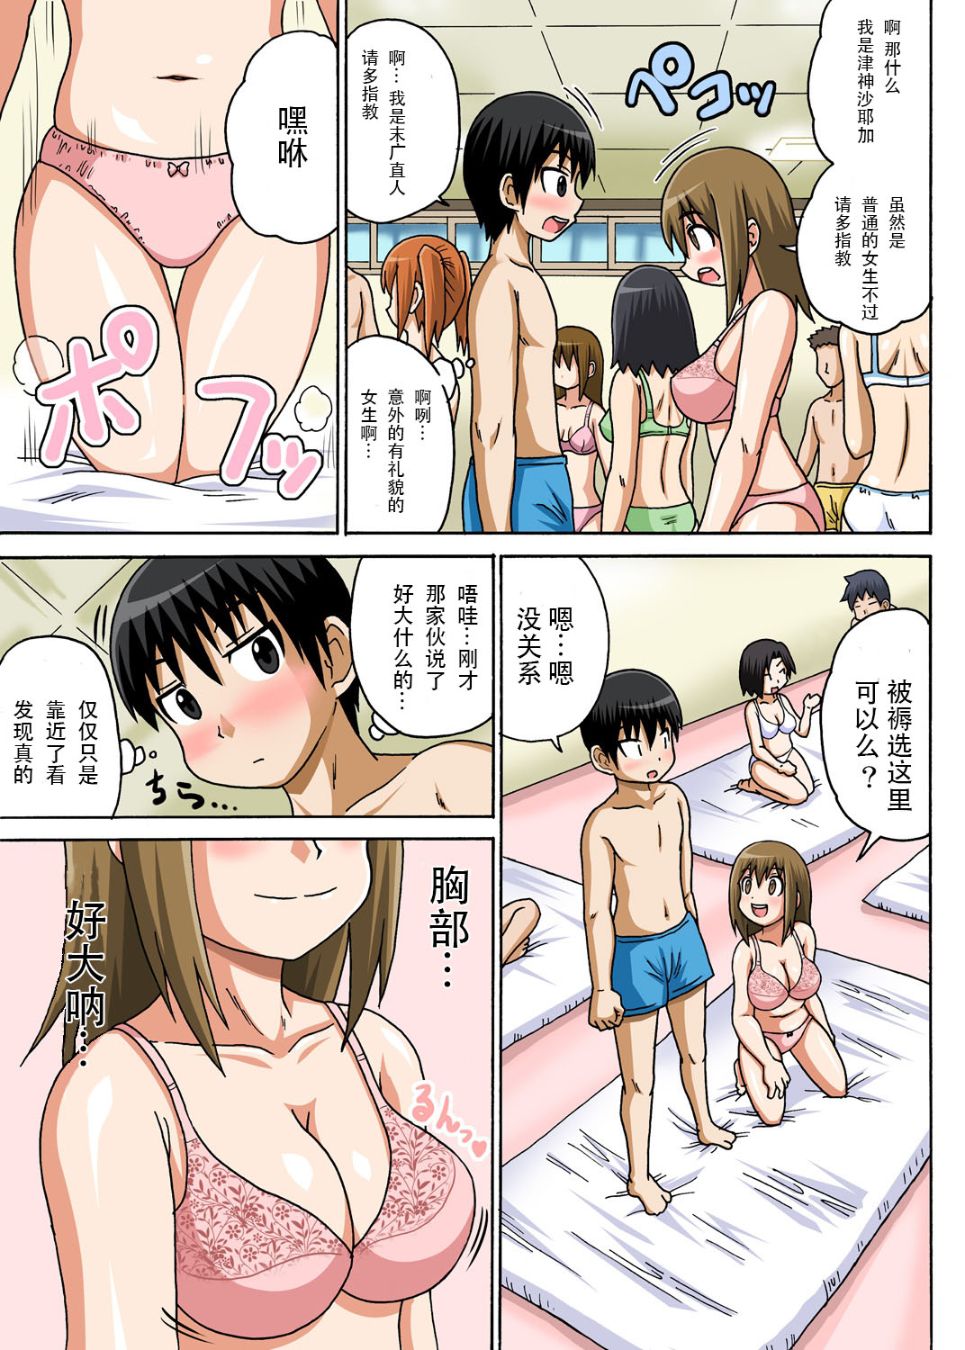 啊 那什么
我是津神沙耶加
虽然是
普通的女生不过
请多指教
ペコッ
啊…我是末广直人
请多指教
啊咧…
意外的有礼貌的
女生啊…
嘿咻
ポフッ
被褥选这里
可以么？
嗯…嗯
没关系
唔哇…刚才
那家伙说了
好大什么的…
仅仅只是
靠近了看
发现真的
ちら…
胸部…
好大呐…
るんっ♥